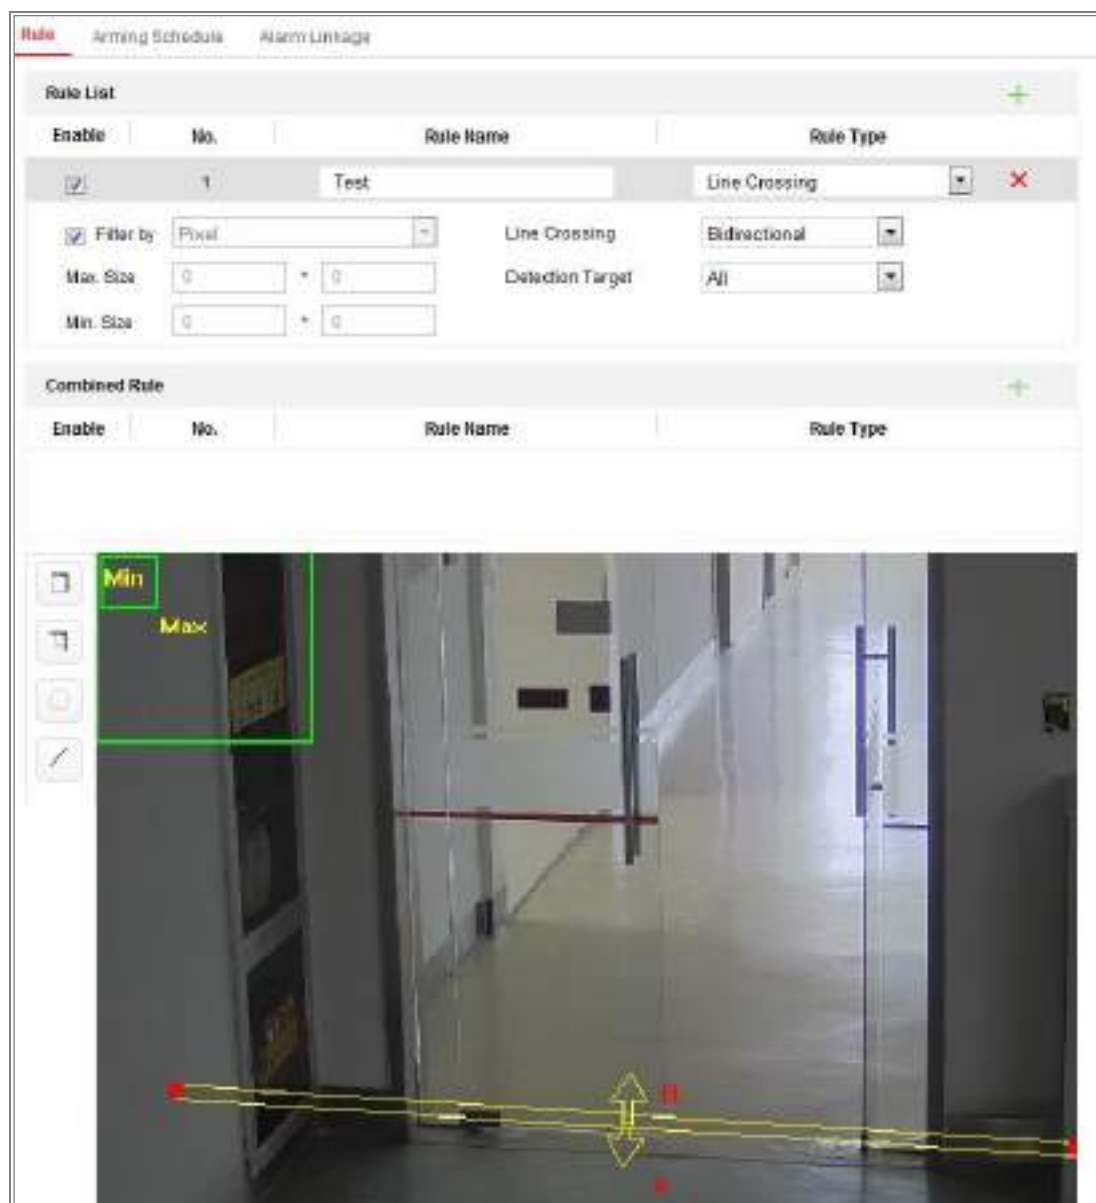 Rule Arming Schedule Alarm Linkage
Rule List
Enable No. Rule Name Rule Type
1 Test Line Crossing
Filter by Pixel Line Crossing Bidirectional
Max. Size 0 * 0 Detection Target All
Min. Size 0 * 0
Combined Rule
Enable No. Rule Name Rule Type
Min
Max